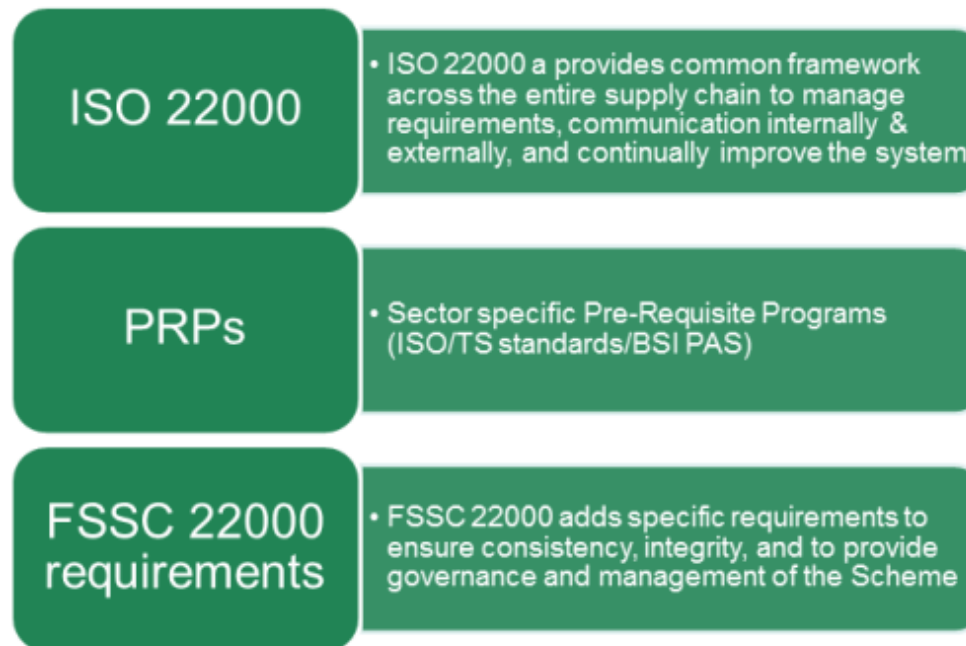 ISO 22000
• ISO 22000 a provides common framework
across the entire supply chain to manage
requirements, communication internally &
externally, and continually improve the system
PRPs
• Sector specific Pre-Requisite Programs
(ISO/TS standards/BSI PAS)
FSSC 22000
requirements
• FSSC 22000 adds specific requirements to
ensure consistency, integrity, and to provide
governance and management of the Scheme